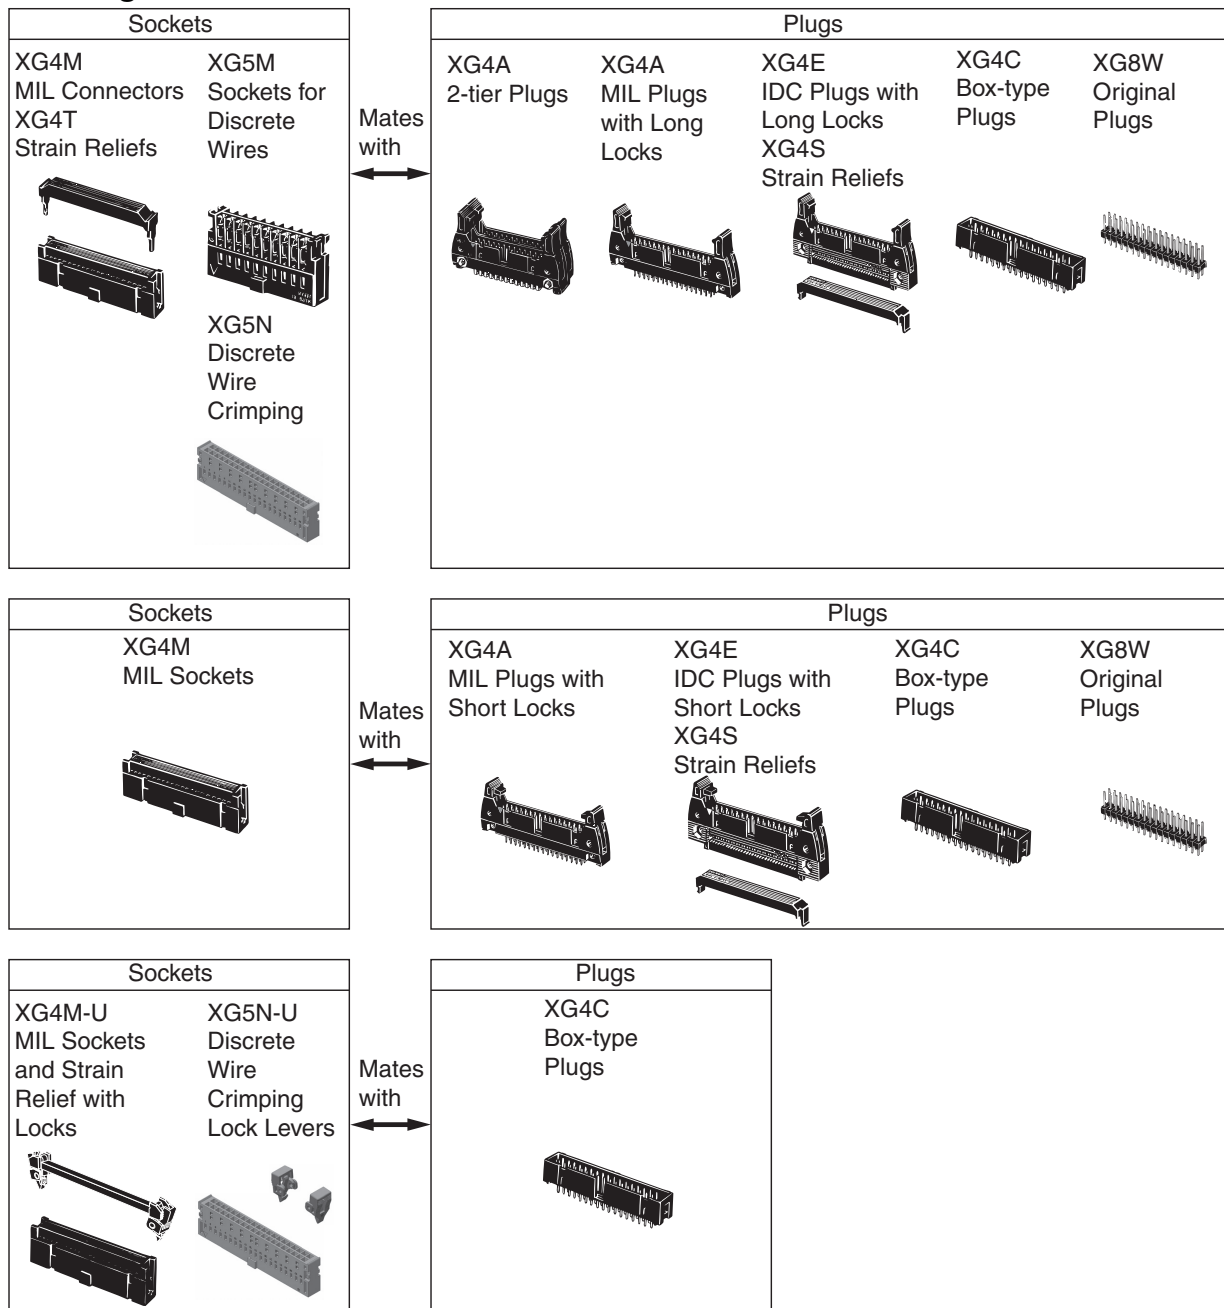 Sockets
XG4M
MIL Connectors
XG4T
Strain Reliefs
XG5M
Sockets for
Discrete
Wires
XG5N
Discrete
Wire
Crimping
Mates
with
Plugs
XG4A
2-tier Plugs
XG4A
MIL Plugs
with Long
Locks
XG4E
IDC Plugs with
Long Locks
XG4S
Strain Reliefs
XG4C
Box-type
Plugs
XG8W
Original
Plugs
Sockets
XG4M
MIL Sockets
Mates
with
Plugs
XG4A
MIL Plugs with
Short Locks
XG4E
IDC Plugs with
Short Locks
XG4S
Strain Reliefs
XG4C
Box-type
Plugs
XG8W
Original
Plugs
Sockets
XG4M-U
MIL Sockets
and Strain
Relief with
Locks
XG5N-U
Discrete
Wire
Crimping
Lock Levers
Mates
with
Plugs
XG4C
Box-type
Plugs